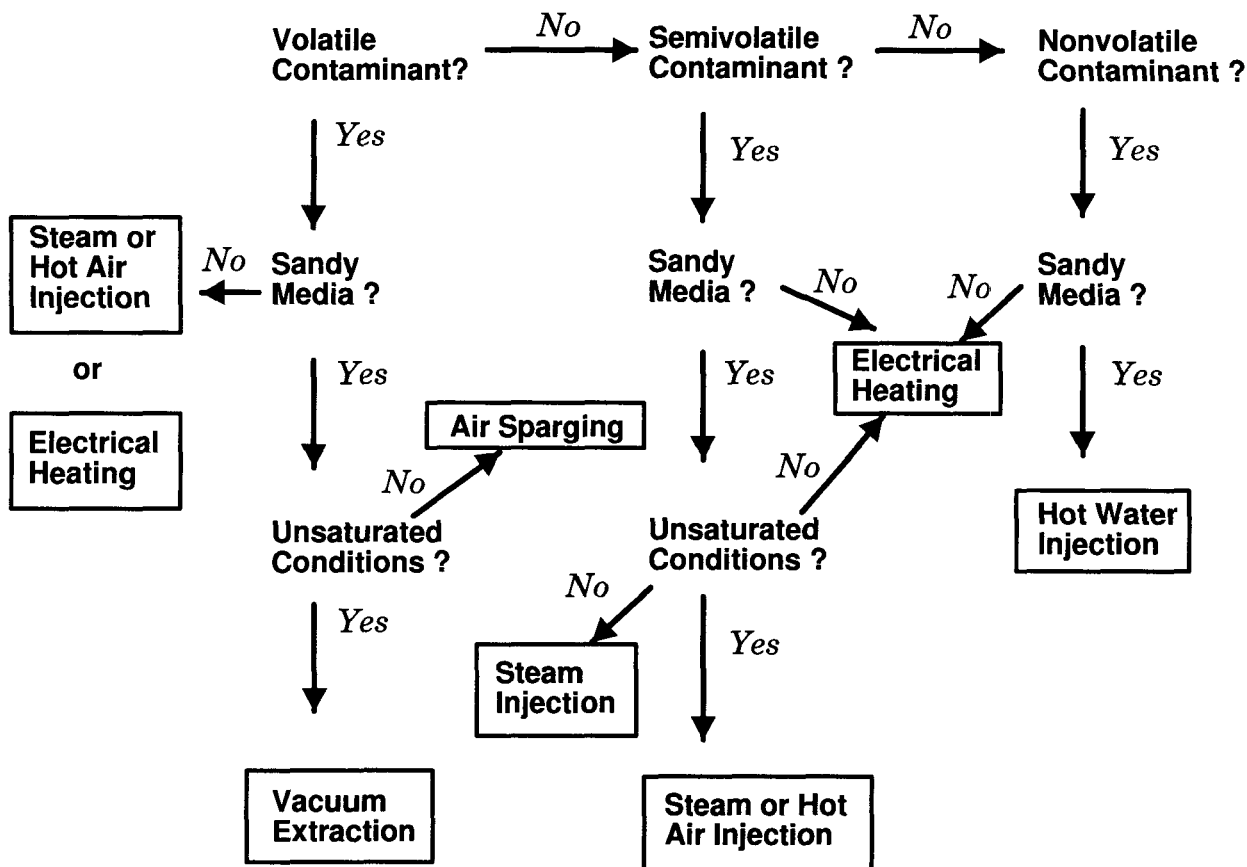 Volatile
Contaminant?
No
Semivolatile
Contaminant ?
No
Nonvolatile
Contaminant ?
Yes
Yes
Yes
Steam or
Hot Air
Injection
No
Sandy
Media ?
Sandy
Media ?
No
No
Sandy
Media ?
or
Electrical
Heating
Yes
Air Sparging
Yes
Electrical
Heating
Yes
No
No
Unsaturated
Conditions ?
Unsaturated
Conditions ?
Hot Water
Injection
Yes
No
Steam
Injection
Yes
Vacuum
Extraction
Steam or Hot
Air Injection